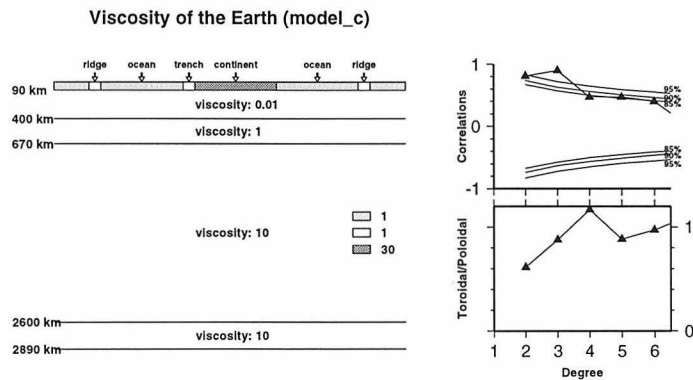 Viscosity of the Earth (model_c)
ridge ocean trench continent ocean ridge
90 km
viscosity: 0.01
400 km
viscosity: 1
670 km
viscosity: 10
1
1
30
2600 km
viscosity: 10
2890 km
1
0
-1
Correlations
95%
90%
85%
85%
90%
95%
Toroidal/Poloidal
1
0
1 2 3 4 5 6
Degree